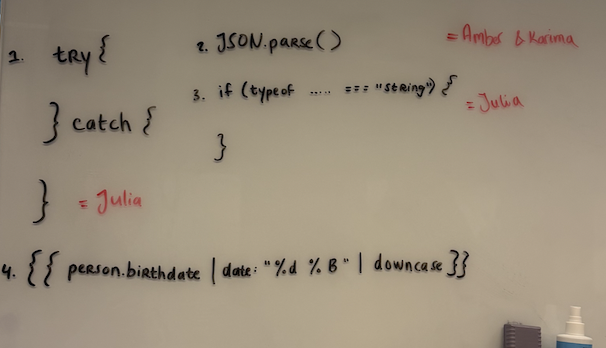 1. try {
} catch {
} = Julia
2. JSON.parse() = Amber & Karima
3. if (typeof ..... === "string") {
} = Julia
4. {{ person.birthdate | date: "%d %B" | downcase }}